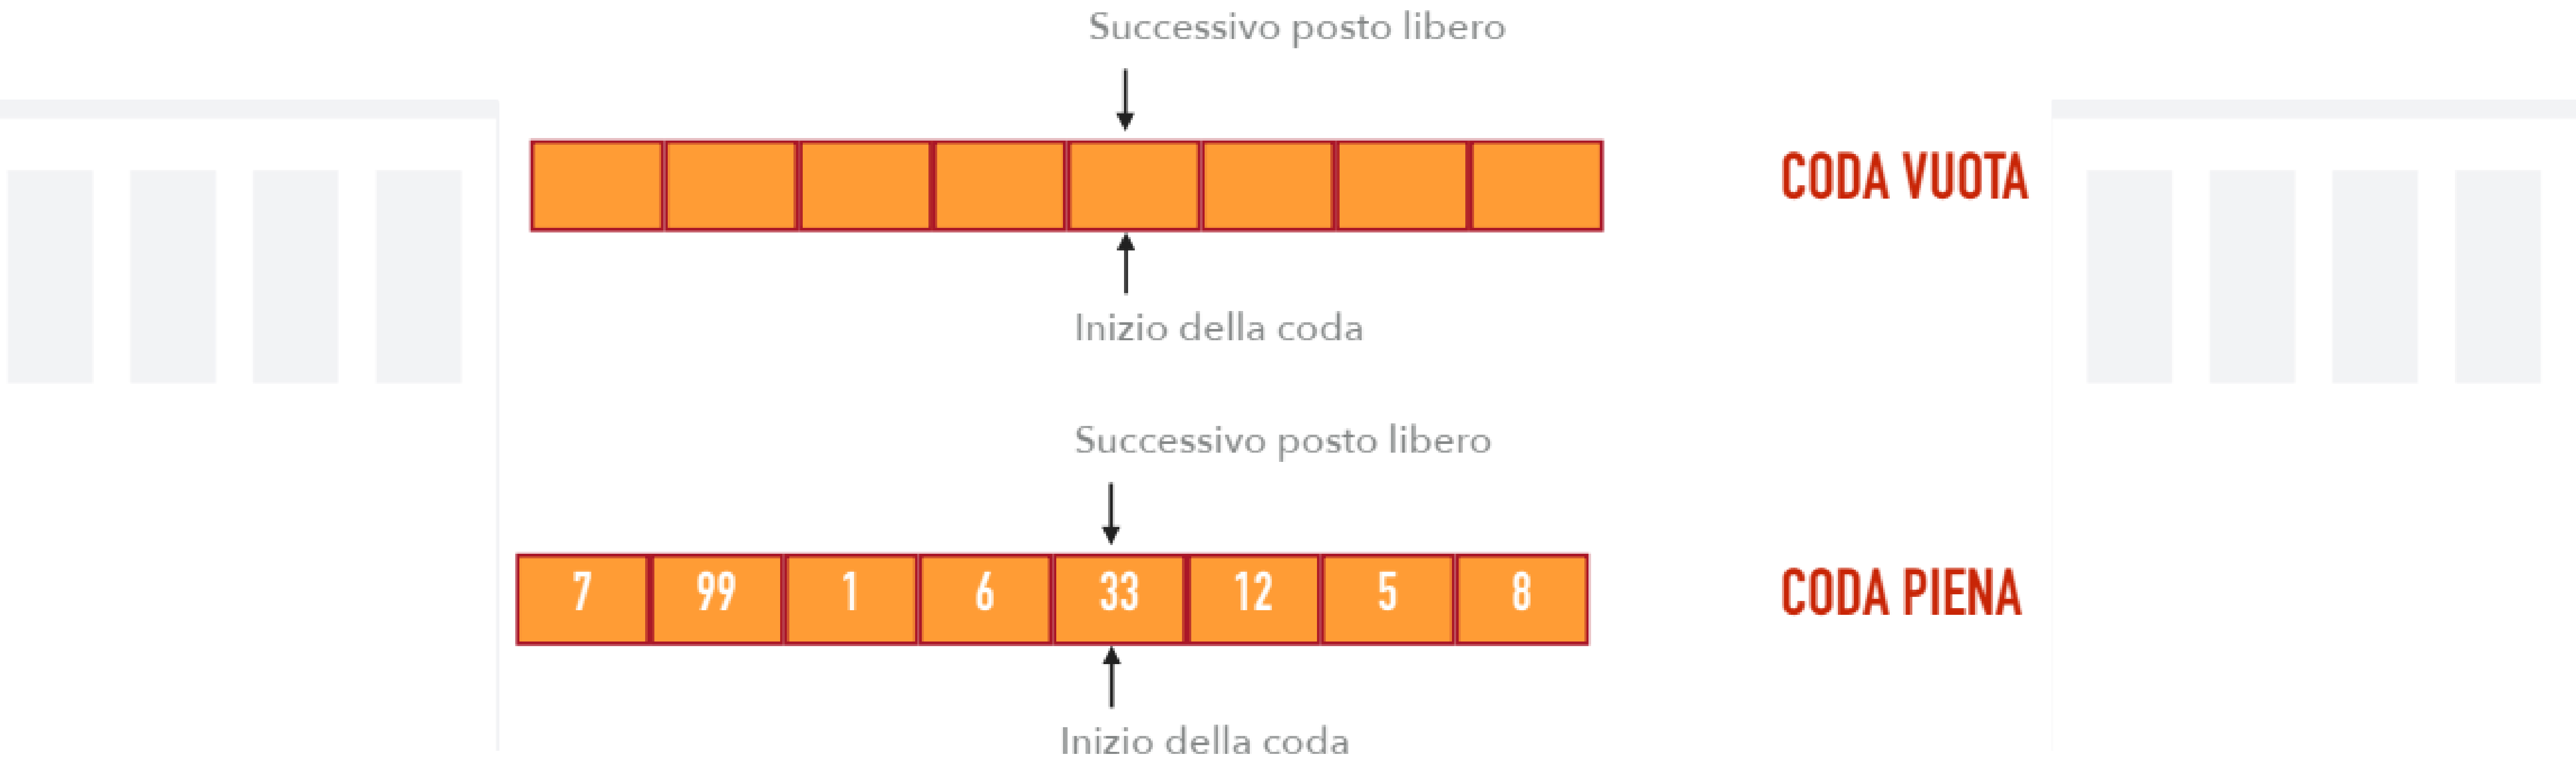 Successivo posto libero
CODA VUOTA
Inizio della coda
Successivo posto libero
7 99 1 6 33 12 5 8
CODA PIENA
Inizio della coda